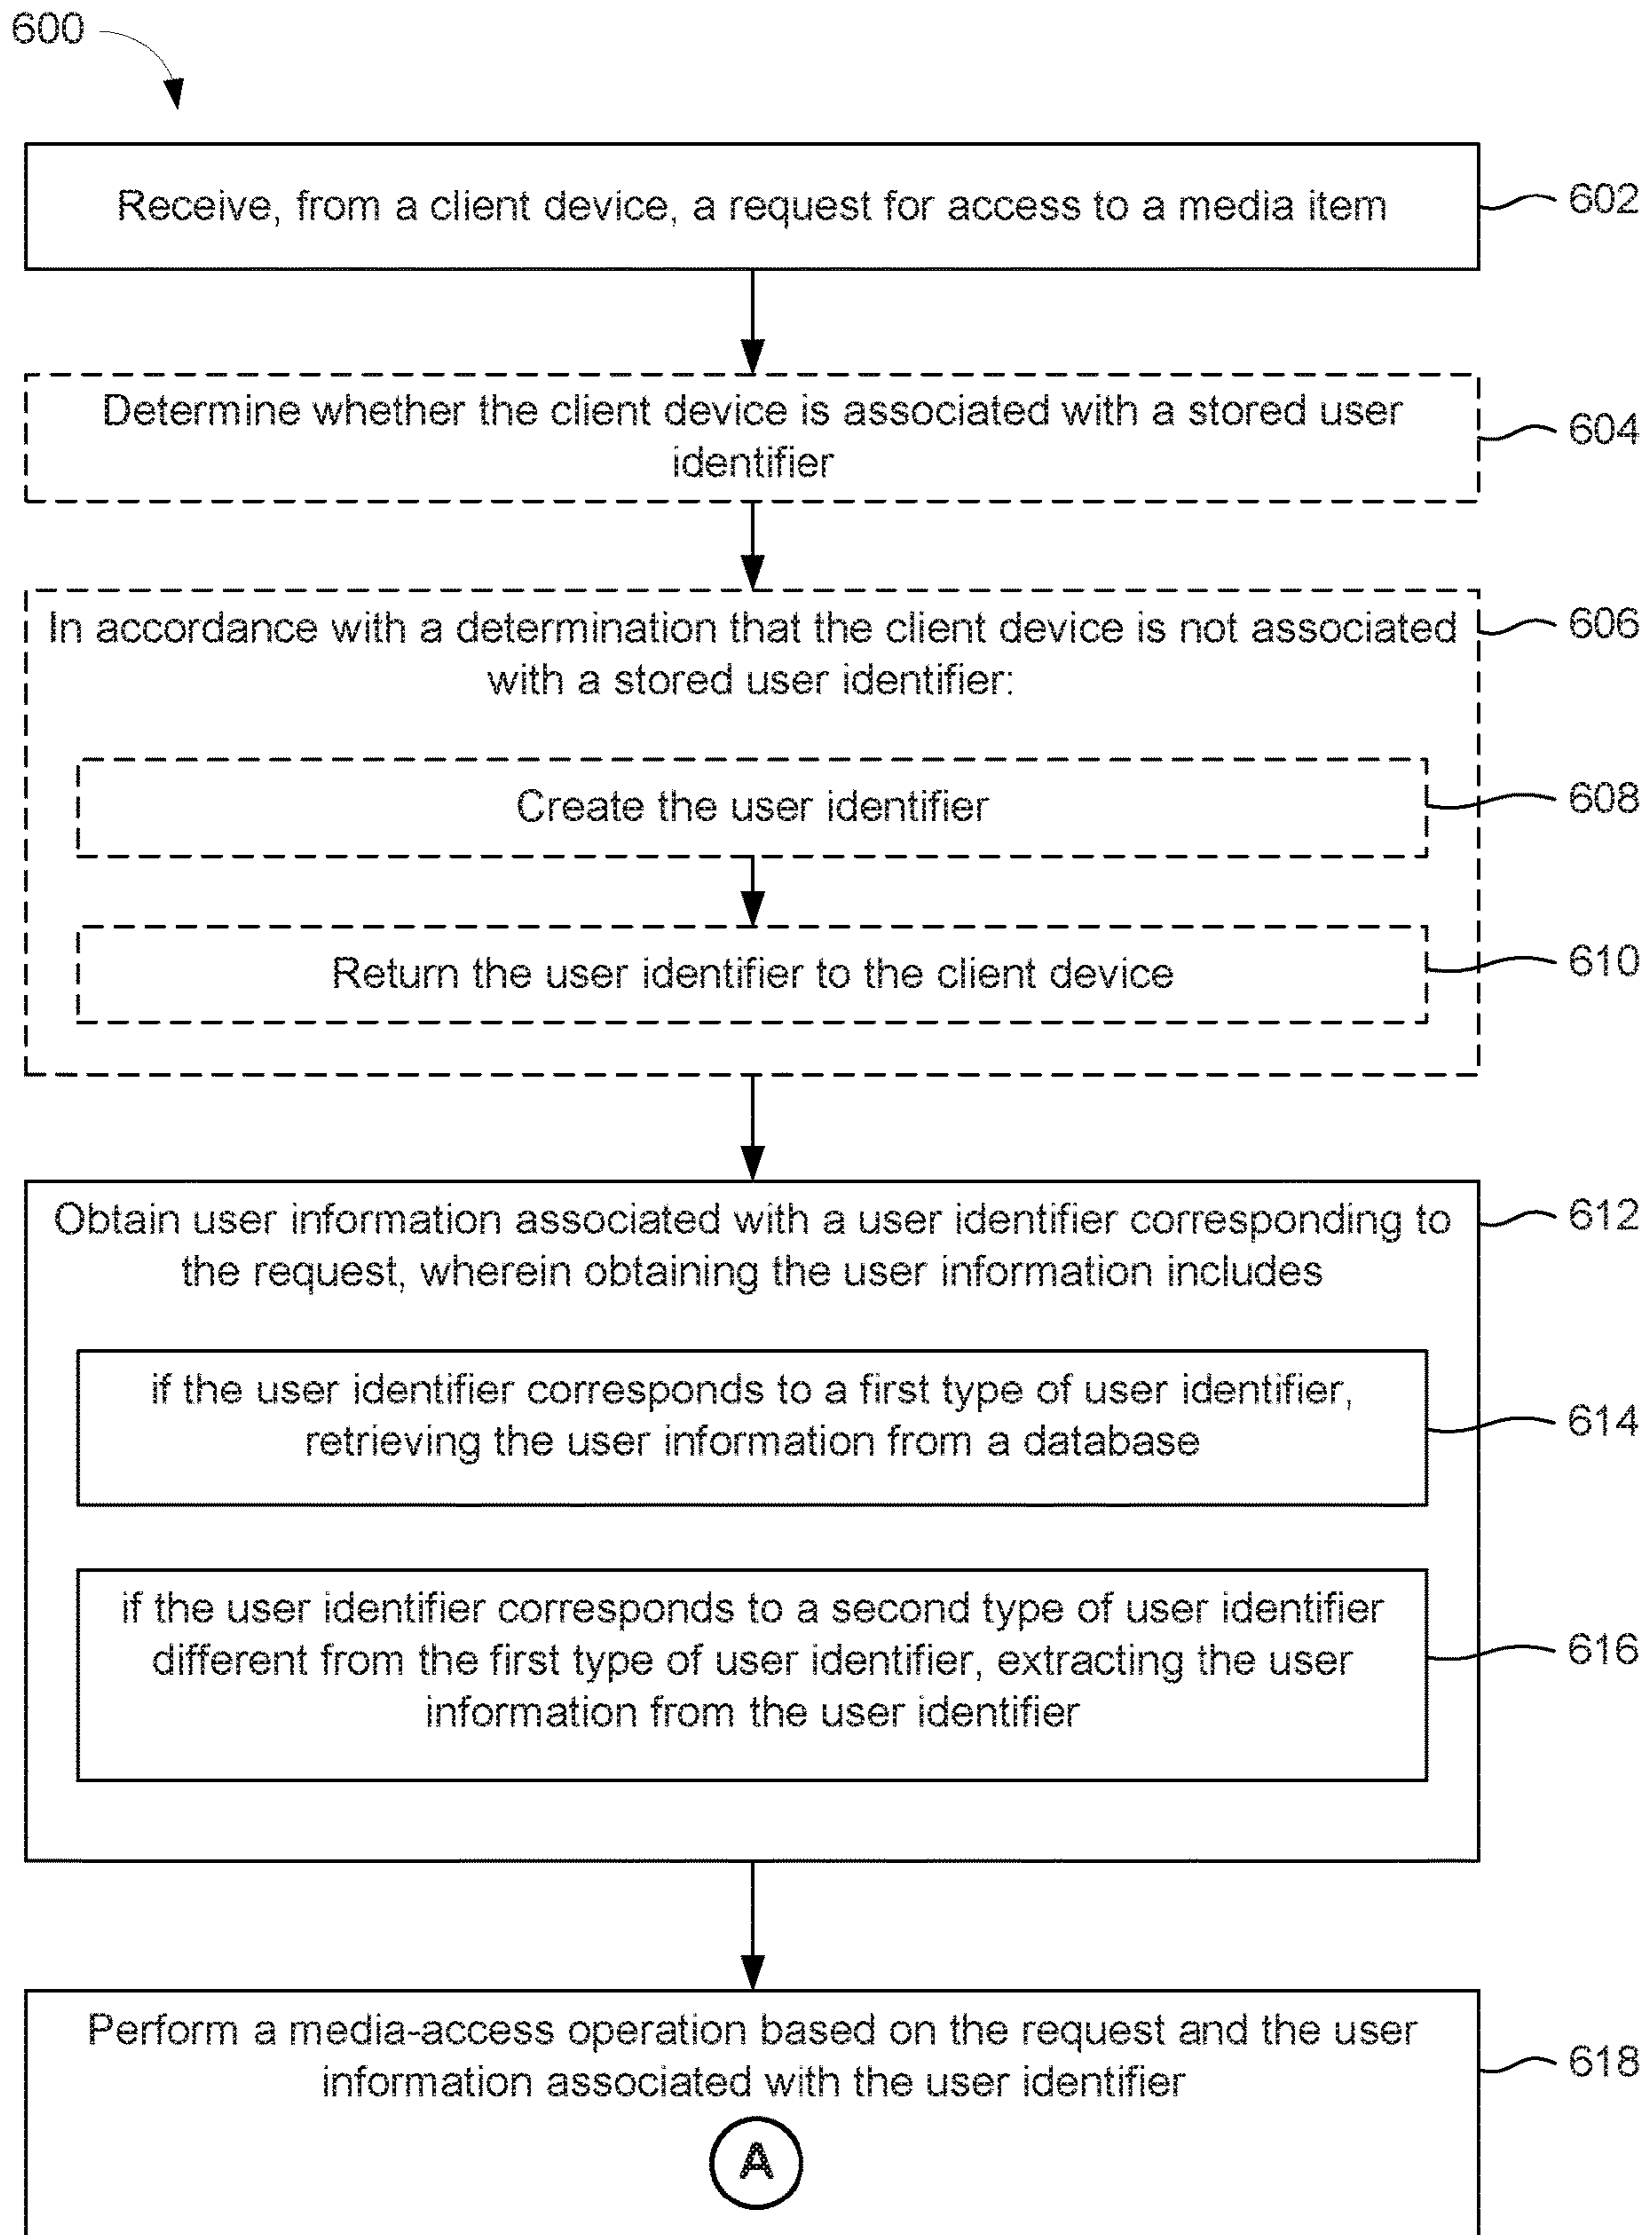 600
Receive, from a client device, a request for access to a media item
602
Determine whether the client device is associated with a stored user
identifier
604
In accordance with a determination that the client device is not associated
with a stored user identifier:
606
Create the user identifier
608
Return the user identifier to the client device
610
Obtain user information associated with a user identifier corresponding to
the request, wherein obtaining the user information includes
612
if the user identifier corresponds to a first type of user identifier,
retrieving the user information from a database
614
if the user identifier corresponds to a second type of user identifier
different from the first type of user identifier, extracting the user
information from the user identifier
616
Perform a media-access operation based on the request and the user
information associated with the user identifier
618
A